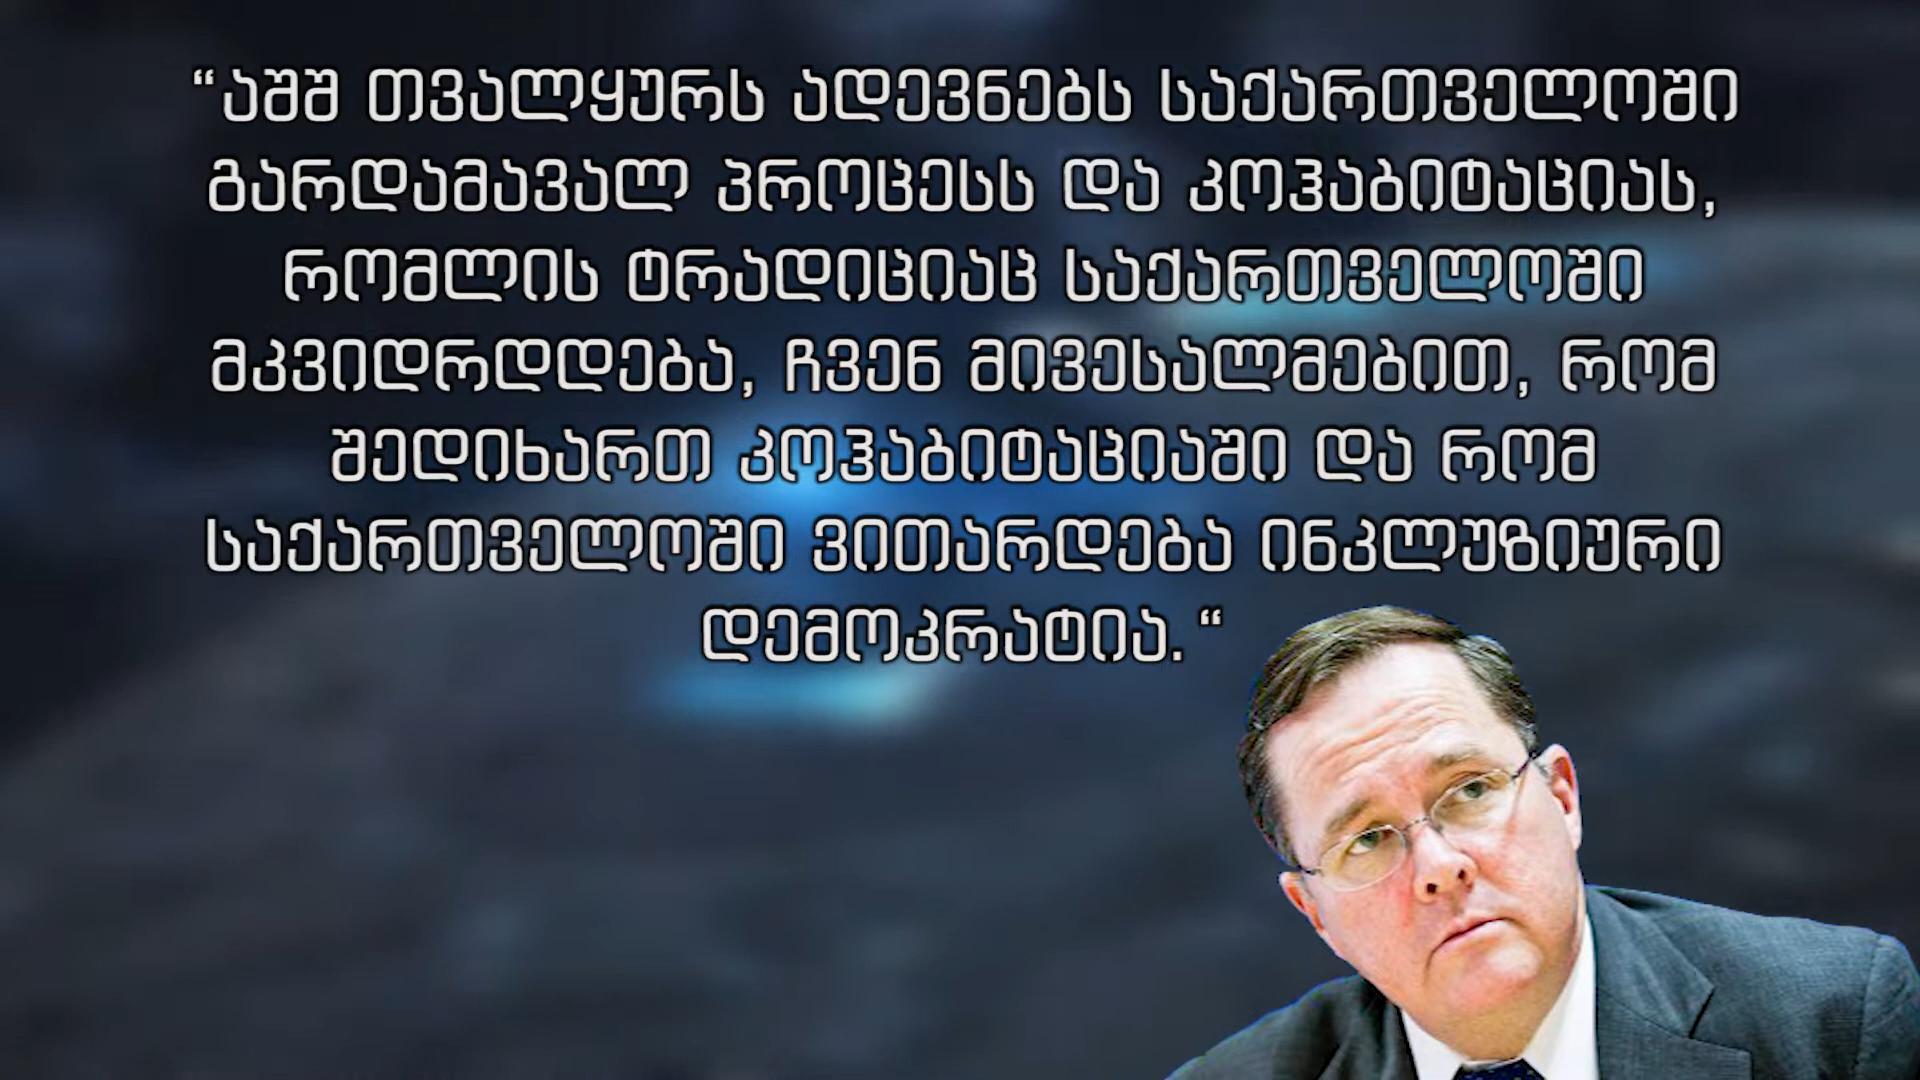 “აშშ თვალყურს ადევნებს საქართველოში
გარდამავალ პროცესს და კოჰაბიტაციას,
რომლის ტრადიციაც საქართველოში
მკვიდრდდება, ჩვენ მივესალმებით, რომ
შედიხართ კოჰაბიტაციაში და რომ
საქართველოში ვითარდება ინკლუზიური
დემოკრატია.“